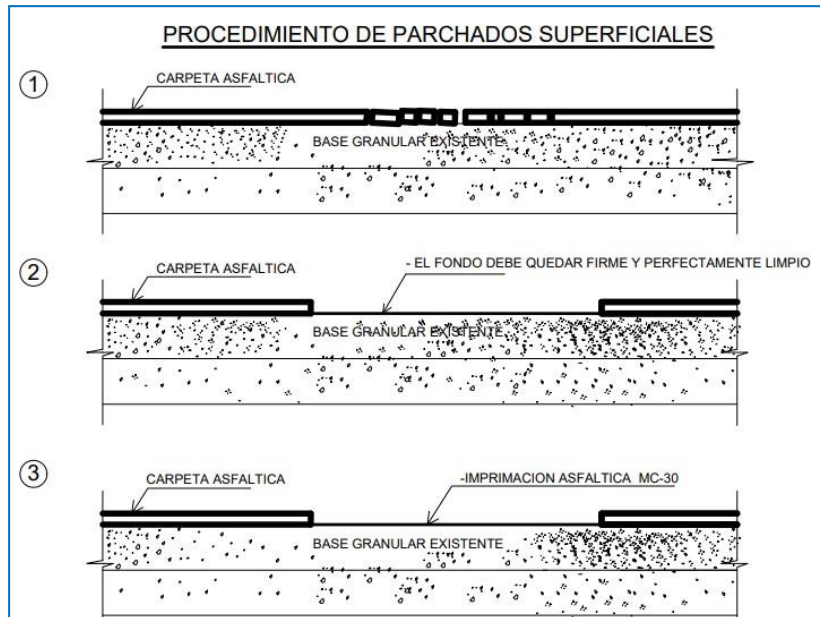 PROCEDIMIENTO DE PARCHADOS SUPERFICIALES
1
CARPETA ASFALTICA
BASE GRANULAR EXISTENTE
2
CARPETA ASFALTICA
- EL FONDO DEBE QUEDAR FIRME Y PERFECTAMENTE LIMPIO
BASE GRANULAR EXISTENTE
3
CARPETA ASFALTICA
-IMPRIMACION ASFALTICA MC-30
BASE GRANULAR EXISTENTE